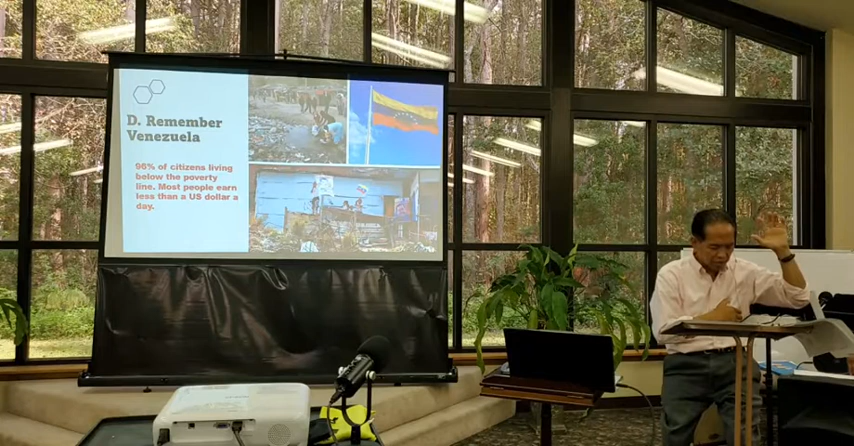 D. Remember
Venezuela
96% of citizens living
below the poverty
line. Most people earn
less than a US dollar a
day.